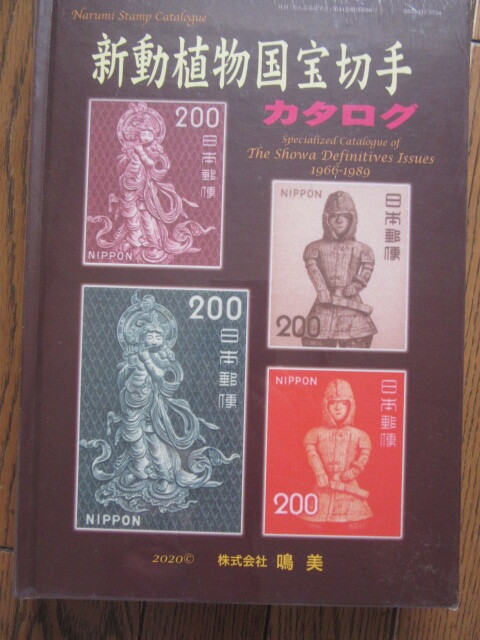 Narumi Stamp Catalogue
新動植物国宝切手
カタログ
Specialized Catalogue of
The Showa Definitives Issues
1966-1989
200
日本郵便
NIPPON
NIPPON
日本郵便
200
200
日本郵便
NIPPON
NIPPON
日本郵便
200
2020©
株式会社 鳴美